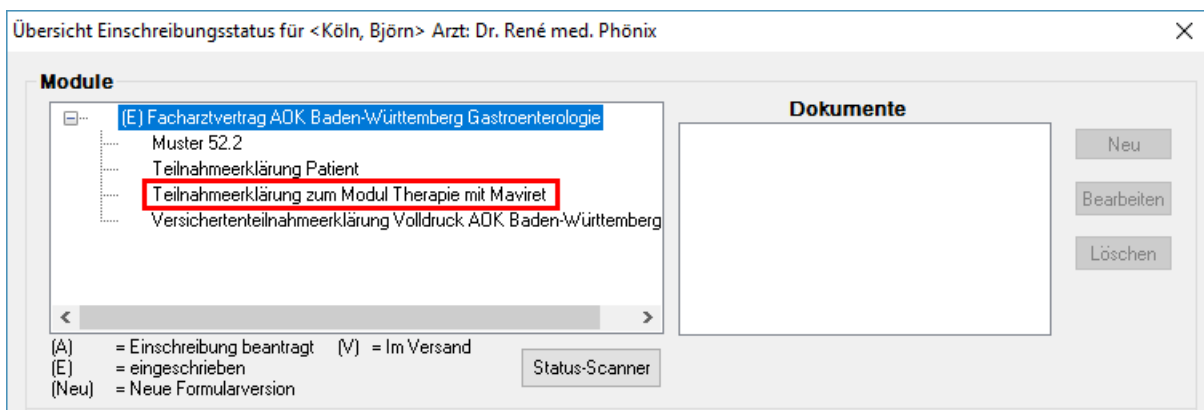 Übersicht Einschreibungsstatus für <Köln, Björn> Arzt: Dr. René med. Phönix
Module
(E) Facharztvertrag AOK Baden-Württemberg Gastroenterologie
Muster 52.2
Teilnahmeerklärung Patient
Teilnahmeerklärung zum Modul Therapie mit Maviret
Versichertenteilnahmeerklärung Volldruck AOK Baden-Württemberg
Dokumente
Neu
Bearbeiten
Löschen
(A) = Einschreibung beantragt (V) = Im Versand
(E) = eingeschrieben
(Neu) = Neue Formularversion
Status-Scanner